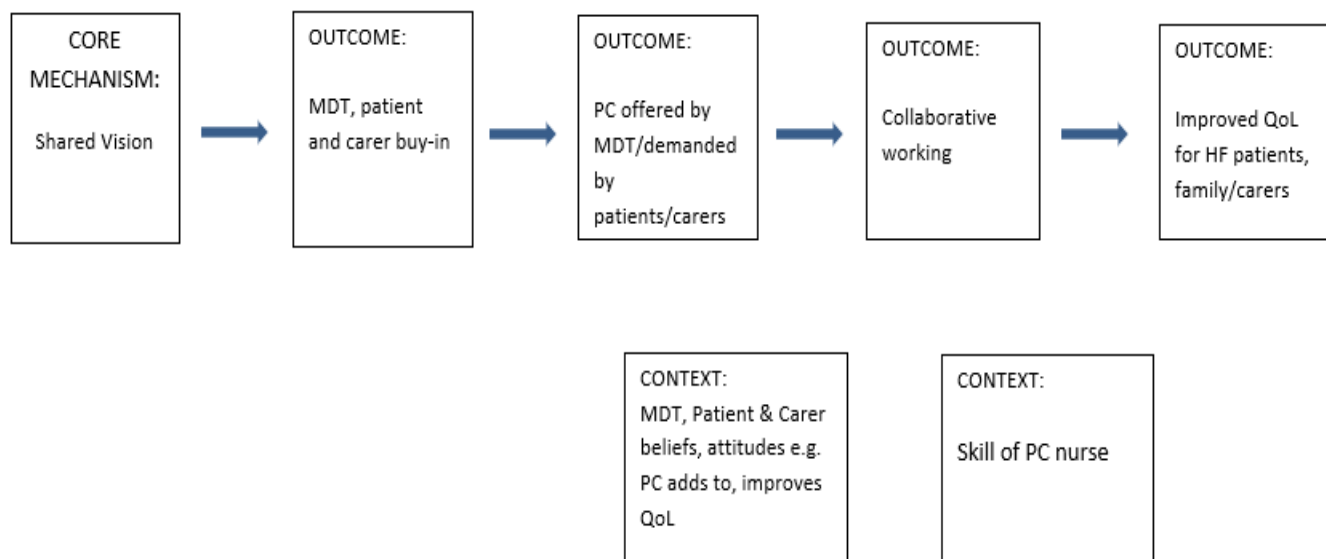 CORE
MECHANISM:
Shared Vision
OUTCOME:
MDT, patient
and carer buy-in
OUTCOME:
PC offered by
MDT/demanded
by
patients/carers
OUTCOME:
Collaborative
working
OUTCOME:
Improved QoL
for HF patients,
family/carers
CONTEXT:
MDT, Patient & Carer
beliefs, attitudes e.g.
PC adds to, improves
QoL
CONTEXT:
Skill of PC nurse